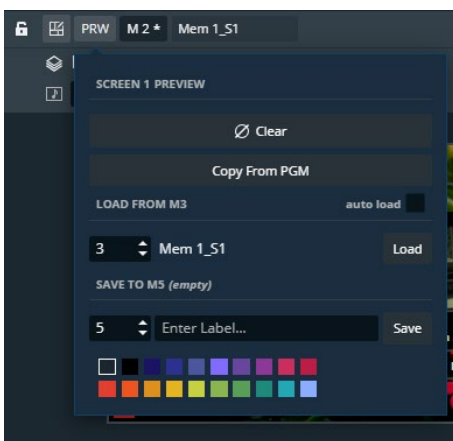 PRW M 2 * Mem 1_S1
SCREEN 1 PREVIEW
Clear
Copy From PGM
LOAD FROM M3 auto load
3 Mem 1_S1 Load
SAVE TO M5 (empty)
5 Enter Label... Save